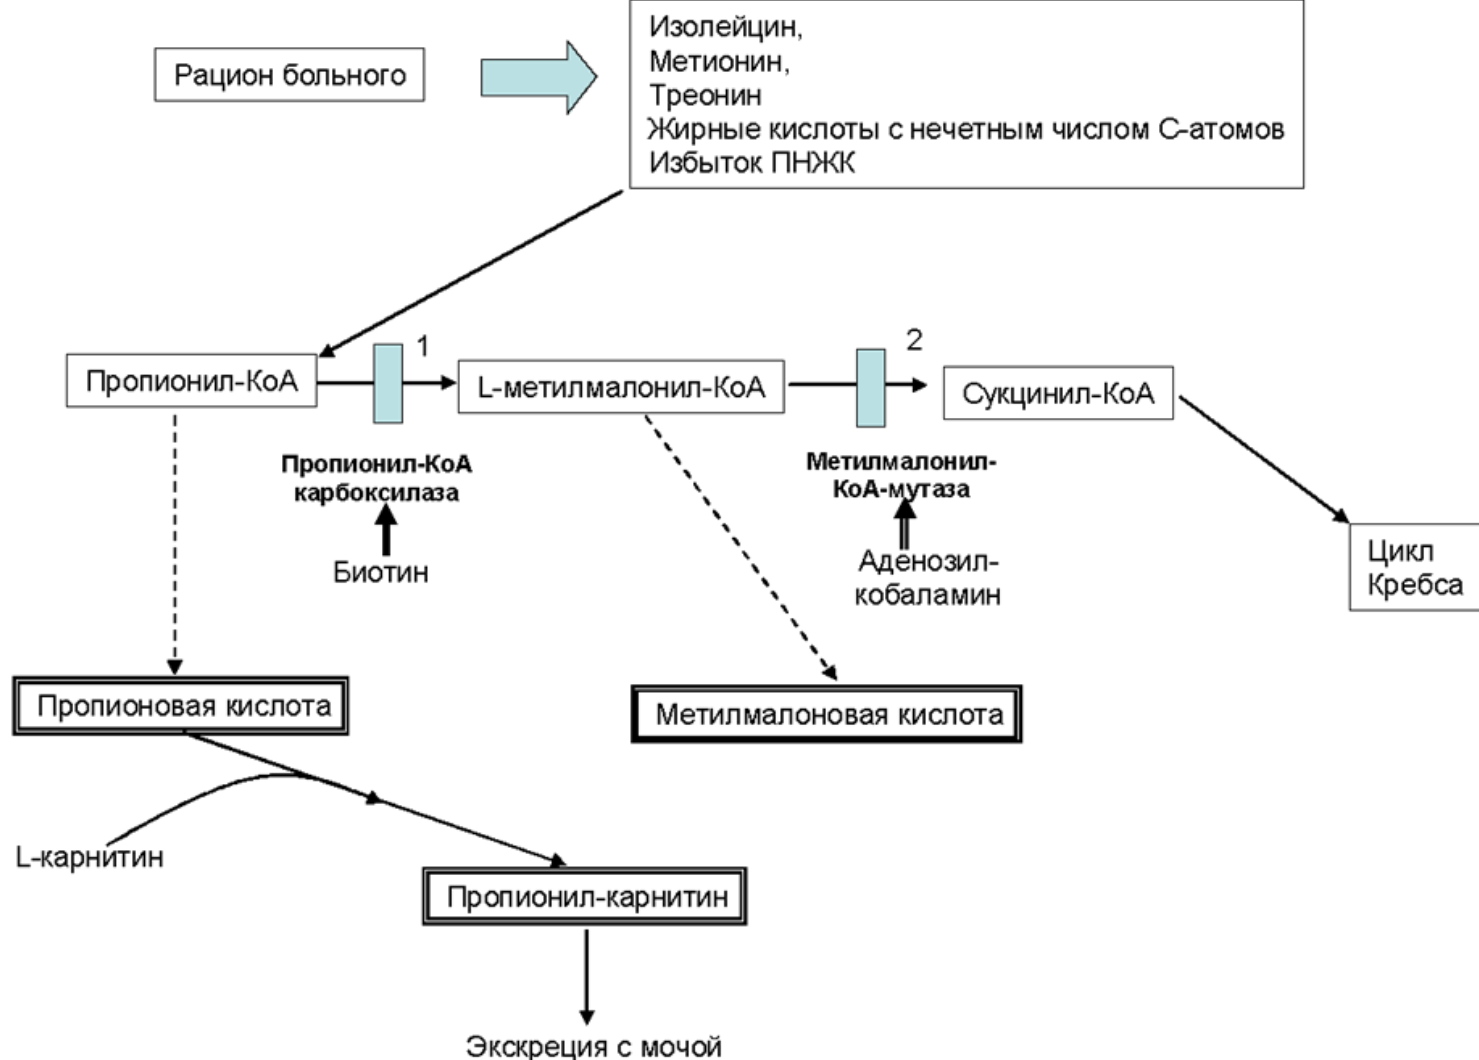 Рацион больного
Изолейцин,
Метионин,
Треонин
Жирные кислоты с нечетным числом С-атомов
Избыток ПНЖК
1
2
Пропионил-КоА
L-метилмалонил-КоА
Сукцинил-КоА
Пропионил-КоА
карбоксилаза
Метилмалонил-
КоА-мутаза
Биотин
Аденозил-
кобаламин
Цикл
Кребса
Пропионовая кислота
Метилмалоновая кислота
L-карнитин
Пропионил-карнитин
Экскреция с мочой